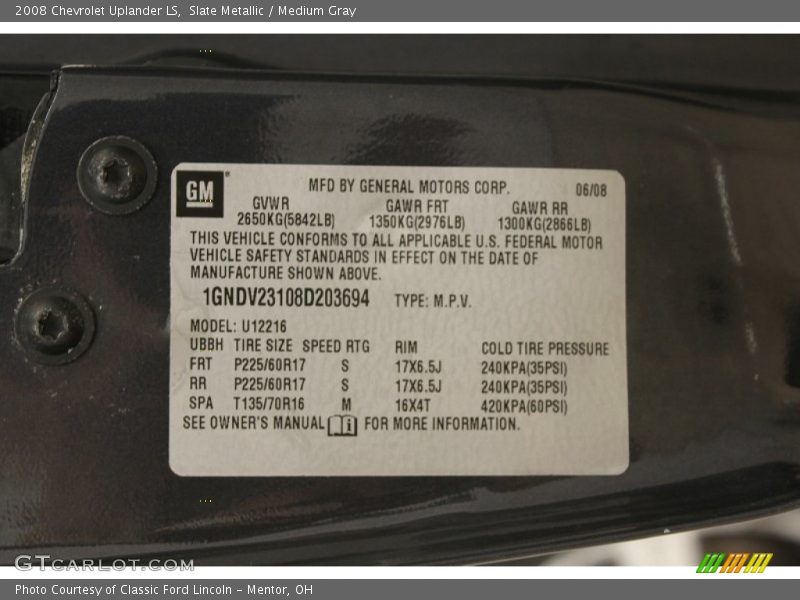 2008 Chevrolet Uplander LS, Slate Metallic / Medium Gray
GM
MFD BY GENERAL MOTORS CORP. 06/08
GVWR GAWR FRT GAWR RR
2650KG(5842LB) 1350KG(2976LB) 1300KG(2866LB)
THIS VEHICLE CONFORMS TO ALL APPLICABLE U.S. FEDERAL MOTOR
VEHICLE SAFETY STANDARDS IN EFFECT ON THE DATE OF
MANUFACTURE SHOWN ABOVE.
1GNDV23108D203694 TYPE: M.P.V.
MODEL: U12216
UBBH TIRE SIZE SPEED RTG RIM COLD TIRE PRESSURE
FRT P225/60R17 S 17X6.5J 240KPA(35PSI)
RR P225/60R17 S 17X6.5J 240KPA(35PSI)
SPA T135/70R16 M 16X4T 420KPA(60PSI)
SEE OWNER'S MANUAL FOR MORE INFORMATION.
GTCARLOT.COM
Photo Courtesy of Classic Ford Lincoln - Mentor, OH